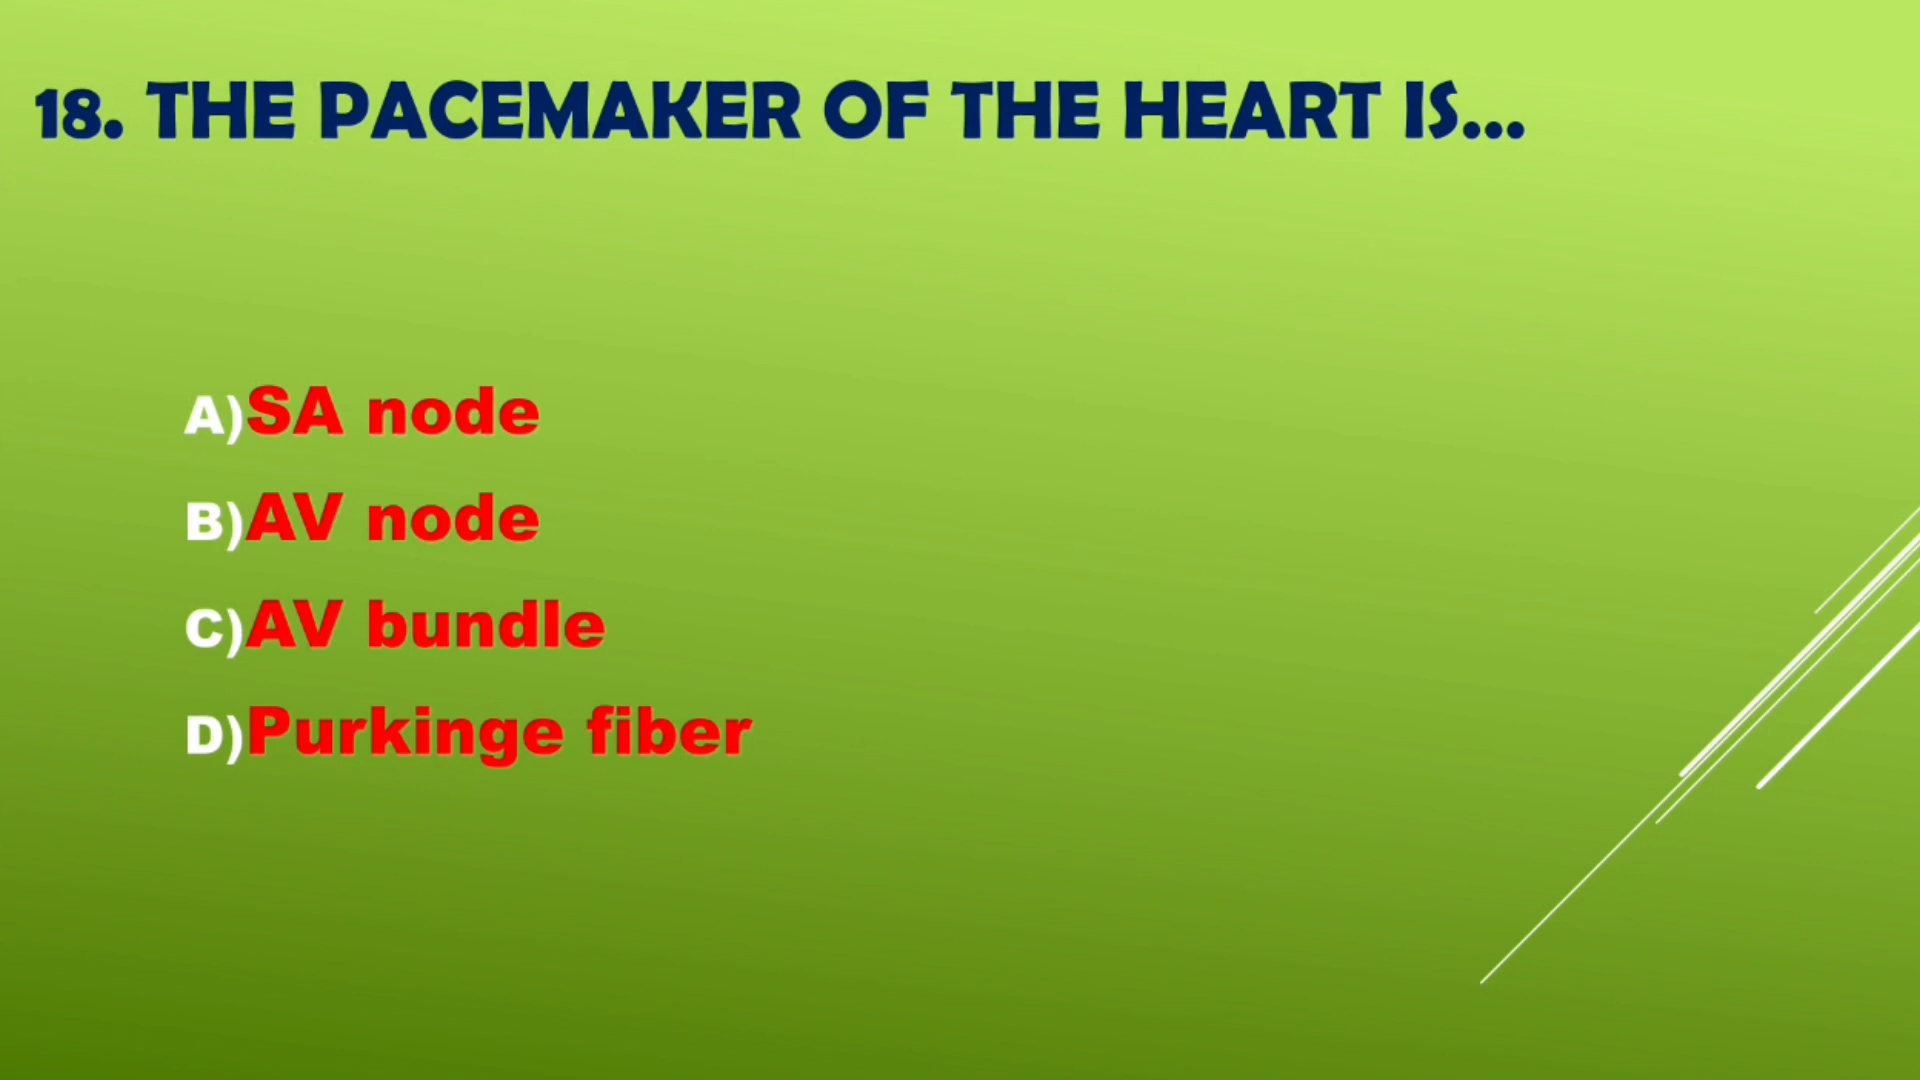 18. THE PACEMAKER OF THE HEART IS...
A)SA node
B)AV node
C)AV bundle
D)Purkinge fiber